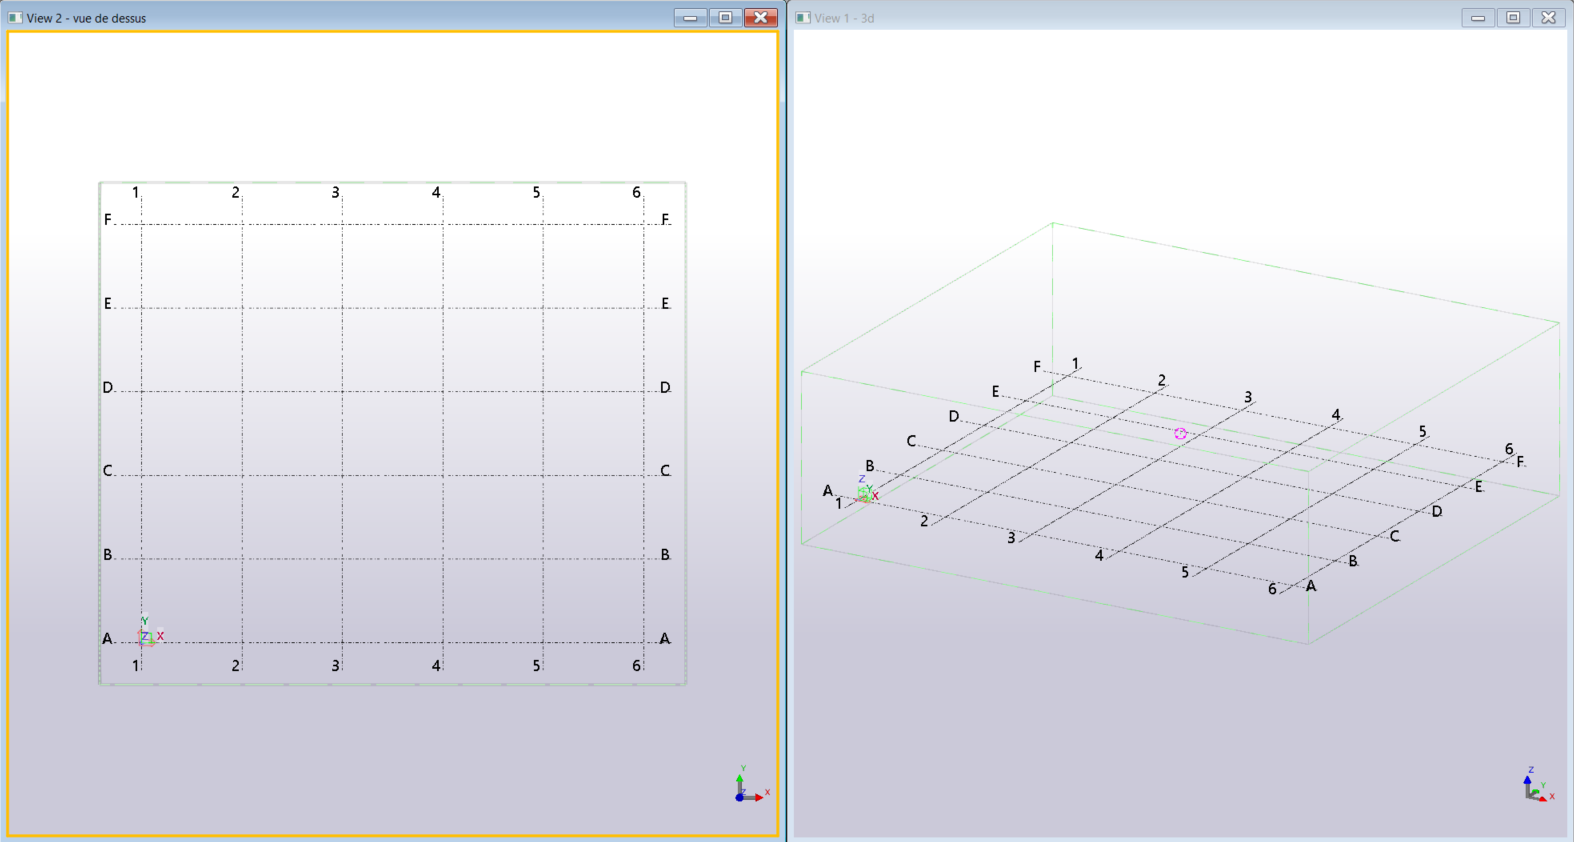 View 2 - vue de dessus
1 2 3 4 5 6
F F
E E
D D
C C
B B
Y
A Z X A
1 2 3 4 5 6
Y
Z X
View 1 - 3d
F 1
2
E
3
D
4
5
C
6
F
B
Z
E
A Y X
1
D
2
C
3
4
B
5
6 A
Z
Y
X